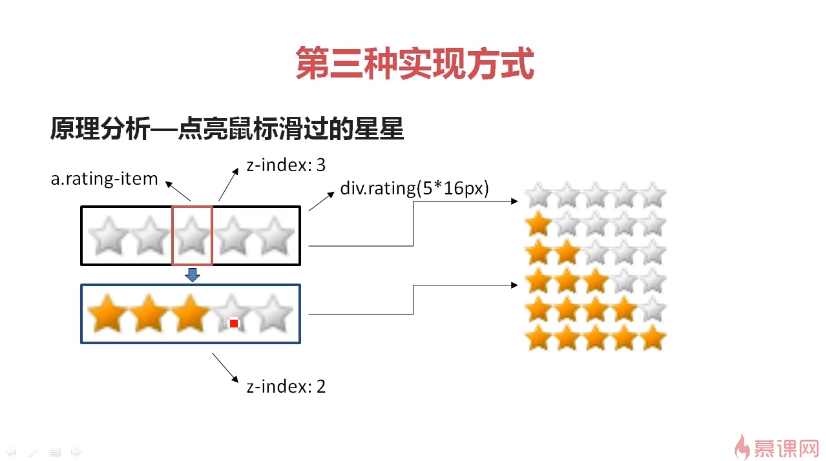 第三种实现方式
原理分析—点亮鼠标滑过的星星
a.rating-item
z-index: 3
div.rating(5*16px)
z-index: 2
慕课网